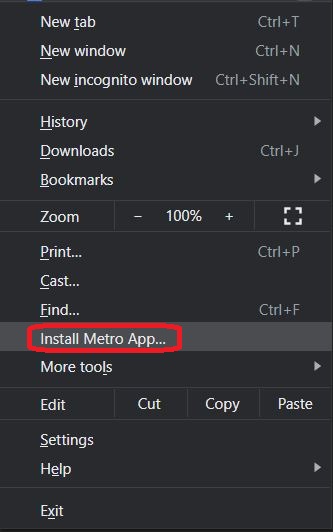 New tab Ctrl+T
New window Ctrl+N
New incognito window Ctrl+Shift+N
History
Downloads Ctrl+J
Bookmarks
Zoom − 100% +
Print... Ctrl+P
Cast...
Find... Ctrl+F
Install Metro App...
More tools
Edit Cut Copy Paste
Settings
Help
Exit